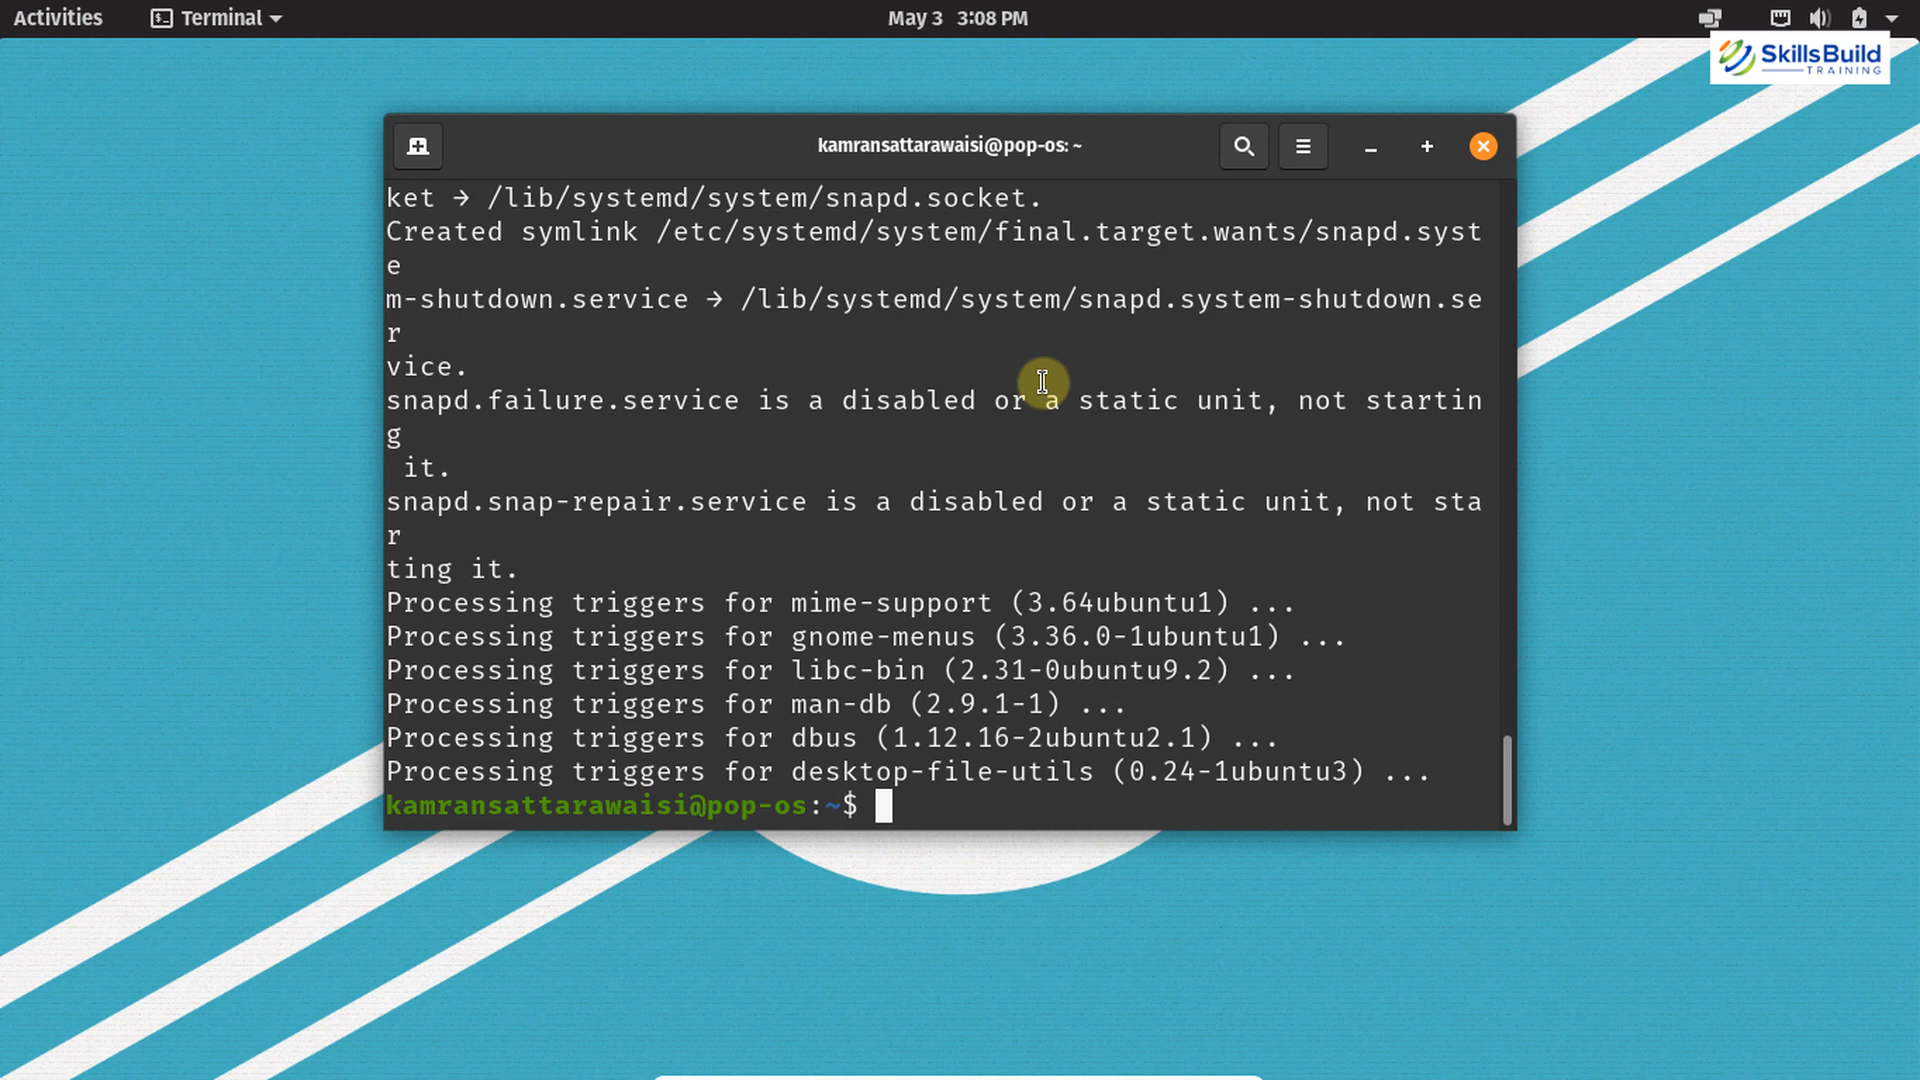 Activities
Terminal
May 3 3:08 PM
SkillsBuild
TRAINING
kamransattarawaisi@pop-os: ~
ket → /lib/systemd/system/snapd.socket.
Created symlink /etc/systemd/system/final.target.wants/snapd.syst
e
m-shutdown.service → /lib/systemd/system/snapd.system-shutdown.se
r
vice.
snapd.failure.service is a disabled or a static unit, not startin
g
it.
snapd.snap-repair.service is a disabled or a static unit, not sta
r
ting it.
Processing triggers for mime-support (3.64ubuntu1) ...
Processing triggers for gnome-menus (3.36.0-1ubuntu1) ...
Processing triggers for libc-bin (2.31-0ubuntu9.2) ...
Processing triggers for man-db (2.9.1-1) ...
Processing triggers for dbus (1.12.16-2ubuntu2.1) ...
Processing triggers for desktop-file-utils (0.24-1ubuntu3) ...
kamransattarawaisi@pop-os:~$